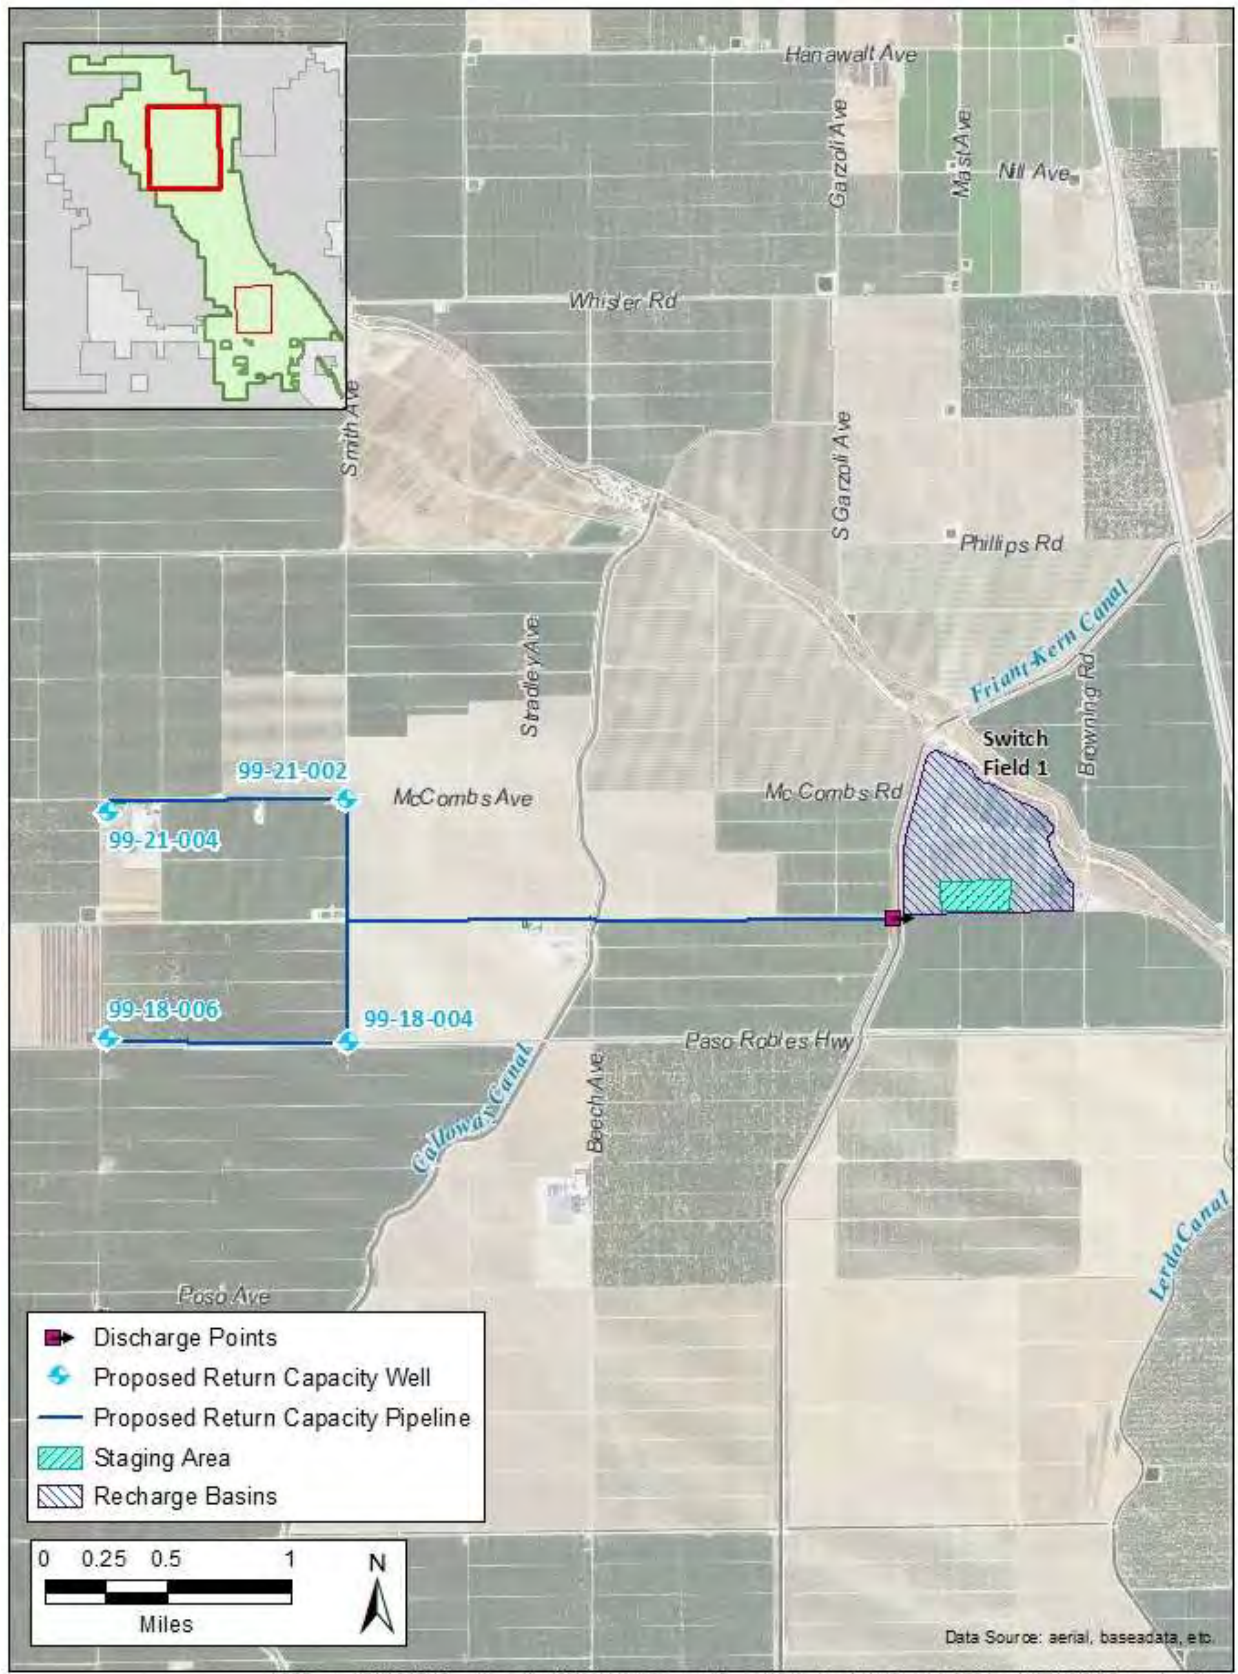 Hanawalt Ave
Garzoli Ave
Mast Ave
Nill Ave
Whisler Rd
Smith Ave
S Garzoli Ave
Phillips Rd
Friant-Kern Canal
Stradley Ave
Browning Rd
Switch
Field 1
99-21-002
McCombs Ave
Mc Combs Rd
99-21-004
99-18-006
99-18-004
Paso Robles Hwy
Calloway Canal
Beech Ave
Lerdo Canal
Poso Ave
Discharge Points
Proposed Return Capacity Well
Proposed Return Capacity Pipeline
Staging Area
Recharge Basins
0 0.25 0.5 1
Miles
N
Data Source: aerial, baseadata, etc.